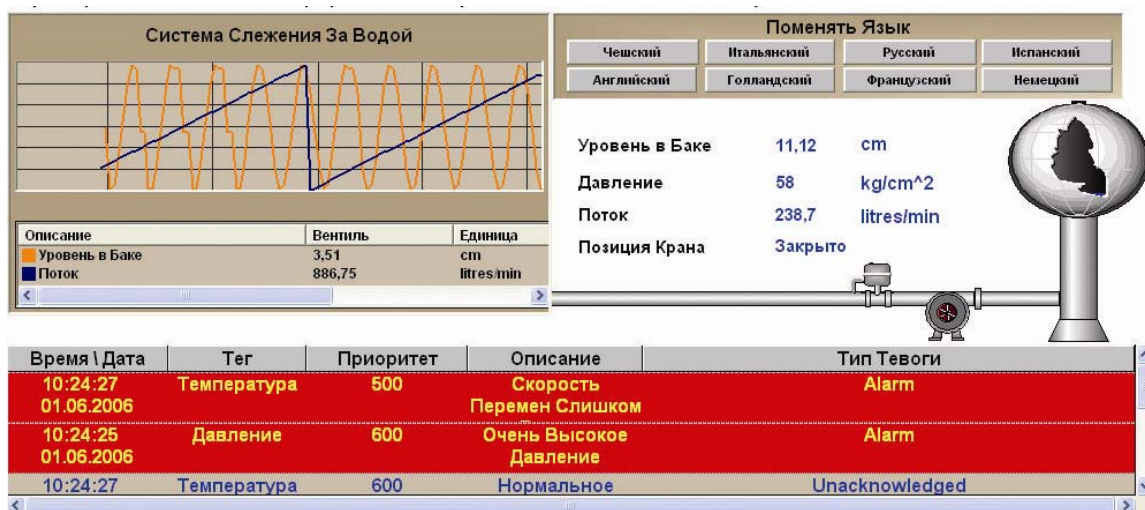 Система Слежения За Водой
Описание Вентиль Единица
Уровень в Баке 3,51 cm
Поток 886,75 litres/min
Поменять Язык
Чешский Итальянский Русский Испанский
Английский Голландский Французский Немецкий
Уровень в Баке 11,12 cm
Давление 58 kg/cm^2
Поток 238,7 litres/min
Позиция Крана Закрыто
Время \ Дата Тег Приоритет Описание Тип Тевоги
10:24:27 Температура 500 Скорость Alarm
01.06.2006 Перемен Слишком
10:24:25 Давление 600 Очень Высокое Alarm
01.06.2006 Давление
10:24:27 Температура 600 Нормальное Unacknowledged